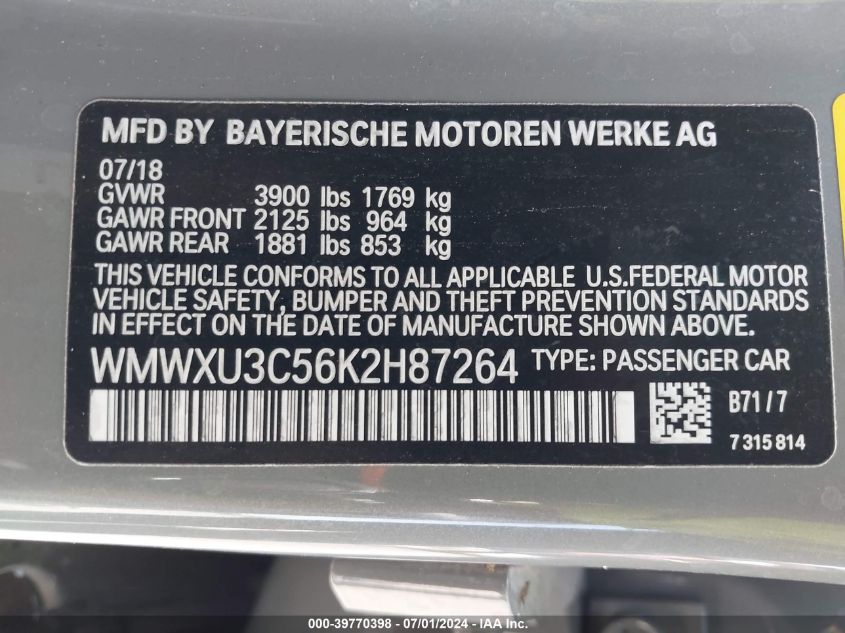 MFD BY BAYERISCHE MOTOREN WERKE AG
07/18
GVWR 3900 lbs 1769 kg
GAWR FRONT 2125 lbs 964 kg
GAWR REAR 1881 lbs 853 kg
THIS VEHICLE CONFORMS TO ALL APPLICABLE U.S.FEDERAL MOTOR
VEHICLE SAFETY, BUMPER AND THEFT PREVENTION STANDARDS
IN EFFECT ON THE DATE OF MANUFACTURE SHOWN ABOVE.
WMWXU3C56K2H87264 TYPE: PASSENGER CAR
B71/7
7 315 814
000-39770398 - 07/01/2024 - IAA Inc.